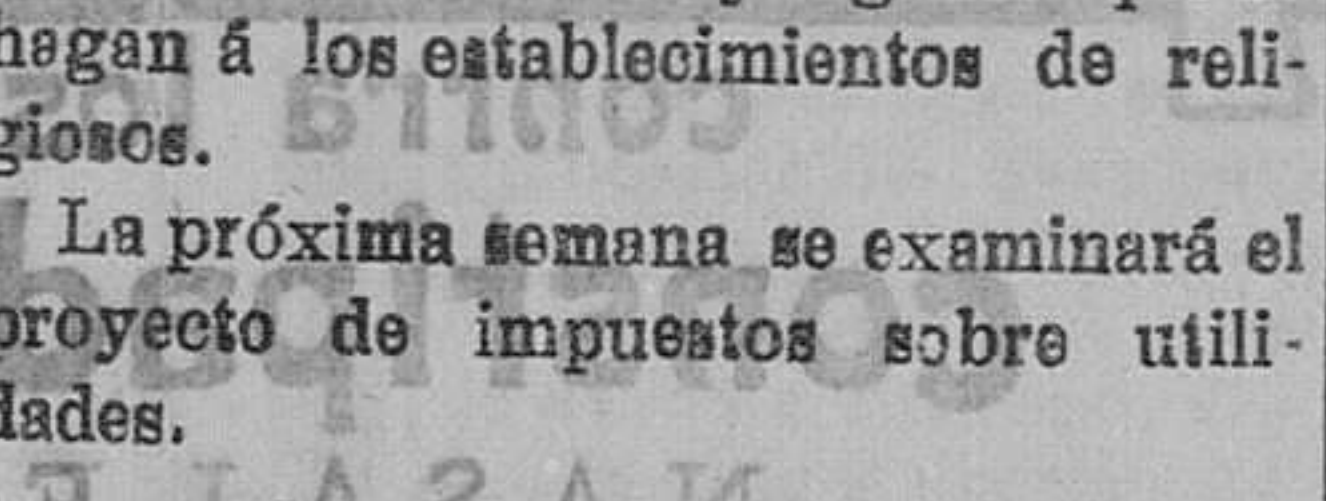 hagan á los establecimientos de reli-
giosos.
La próxima semana se examinará el
proyecto de impuestos sobre utili-
dades.